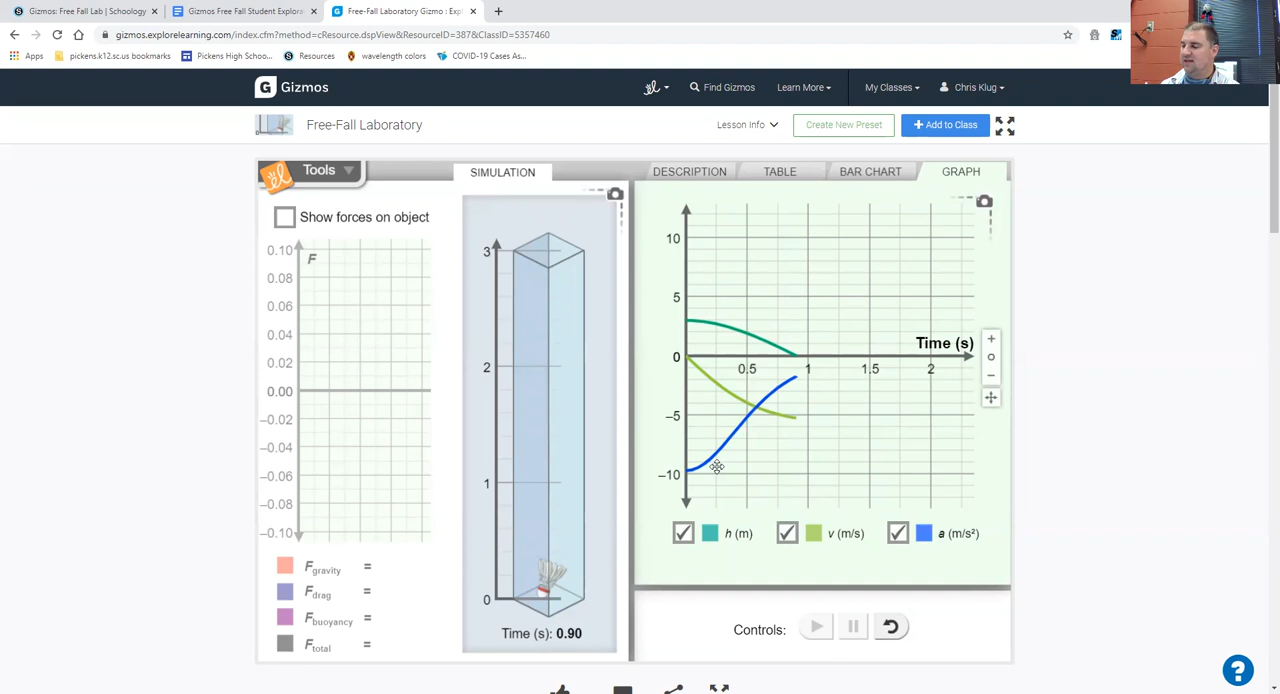 Gizmos: Free Fall Lab | Schoology
Gizmos Free Fall Student Explora
Free-Fall Laboratory Gizmo : Exp
gizmos.explorelearning.com/index.cfm?method=cResource.dspView&ResourceID=387&ClassID=5357460
Apps
pickens.k12.sc.us bookmarks
Pickens High Schoo...
Resources
wavelength colors
COVID-19 Cases As...
G Gizmos
Find Gizmos
Learn More
My Classes
Chris Klug
Free-Fall Laboratory
Lesson Info
Create New Preset
+ Add to Class
el Tools
SIMULATION
DESCRIPTION
TABLE
BAR CHART
GRAPH
Show forces on object
0.10
F
0.08
0.06
0.04
0.02
0.00
–0.02
–0.04
–0.06
–0.08
–0.10
Fgravity =
Fdrag =
Fbuoyancy =
Ftotal =
3
2
1
0
Time (s): 0.90
10
5
0
–5
–10
Time (s)
0.5 1 1.5 2
h (m) v (m/s) a (m/s²)
Controls:
?